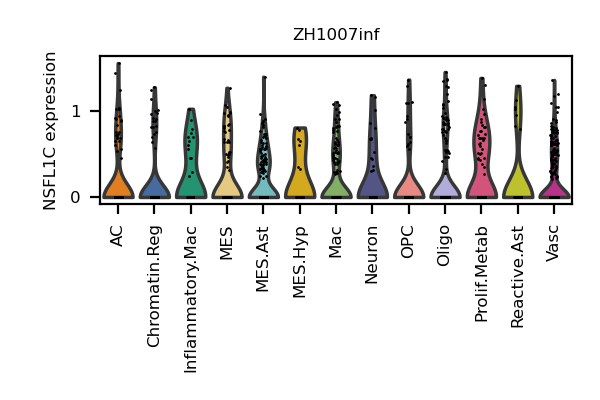 ZH1007inf
NSFL1C expression
1
0
AC
Chromatin.Reg
Inflammatory.Mac
MES
MES.Ast
MES.Hyp
Mac
Neuron
OPC
Oligo
Prolif.Metab
Reactive.Ast
Vasc